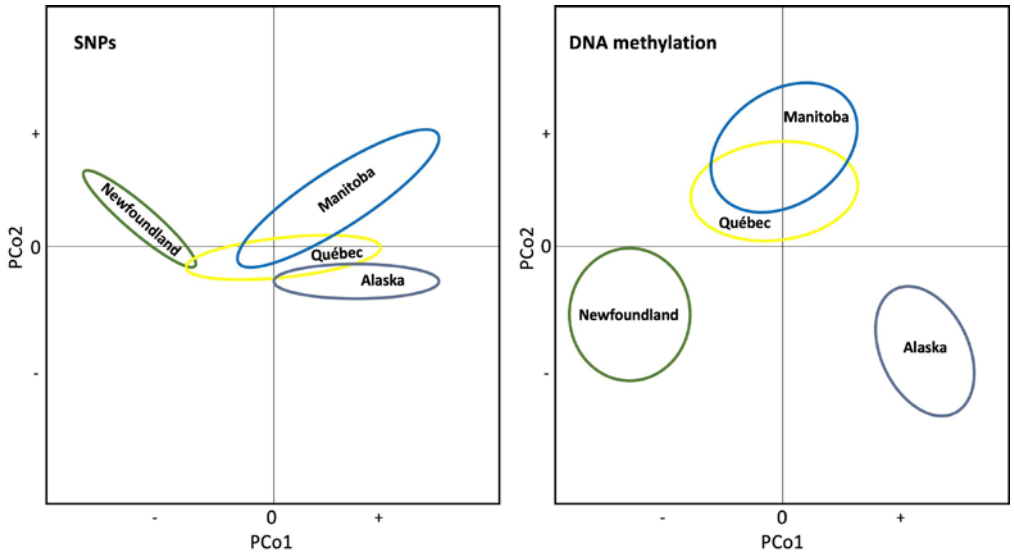 SNPs
+
0
-
PCo2
Newfoundland
Manitoba
Québec
Alaska
- 0 +
PCo1
DNA methylation
+
0
-
PCo2
Manitoba
Québec
Newfoundland
Alaska
- 0 +
PCo1